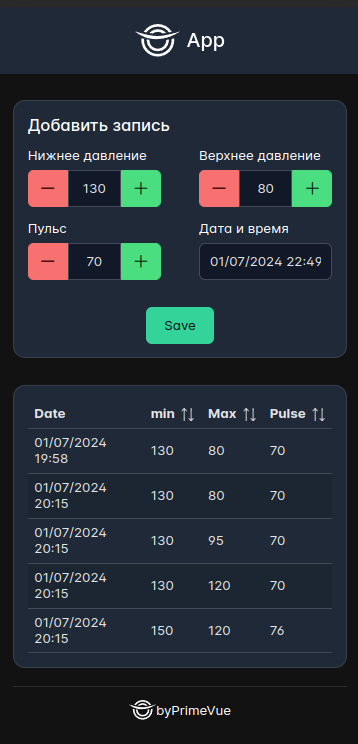 App
Добавить запись
Нижнее давление Верхнее давление
130 80
Пульс Дата и время
70 01/07/2024 22:49
Save
Date min Max Pulse
01/07/2024
19:58 130 80 70
01/07/2024
20:15 130 80 70
01/07/2024
20:15 130 95 70
01/07/2024
20:15 130 120 70
01/07/2024
20:15 150 120 76
byPrimeVue